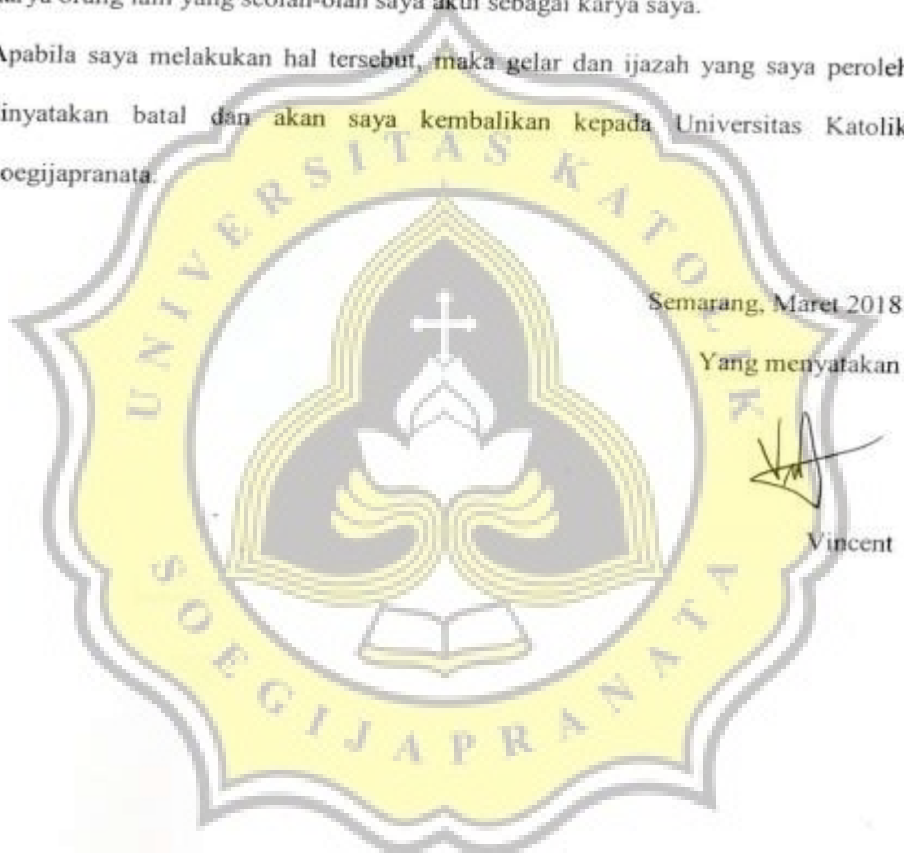 orang lain yang seolah-olah saya akui sebagai karya saya.
Apabila saya melakukan hal tersebut, maka gelar dan ijazah yang saya peroleh
inyatakan batal dan akan saya kembalikan kepada Universitas Katolik
oegijapranata.
UNIVERSITAS KATOLIK
Semarang, Maret 2018
Yang menyatakan
Vincent
SOEGIJAPRANATA